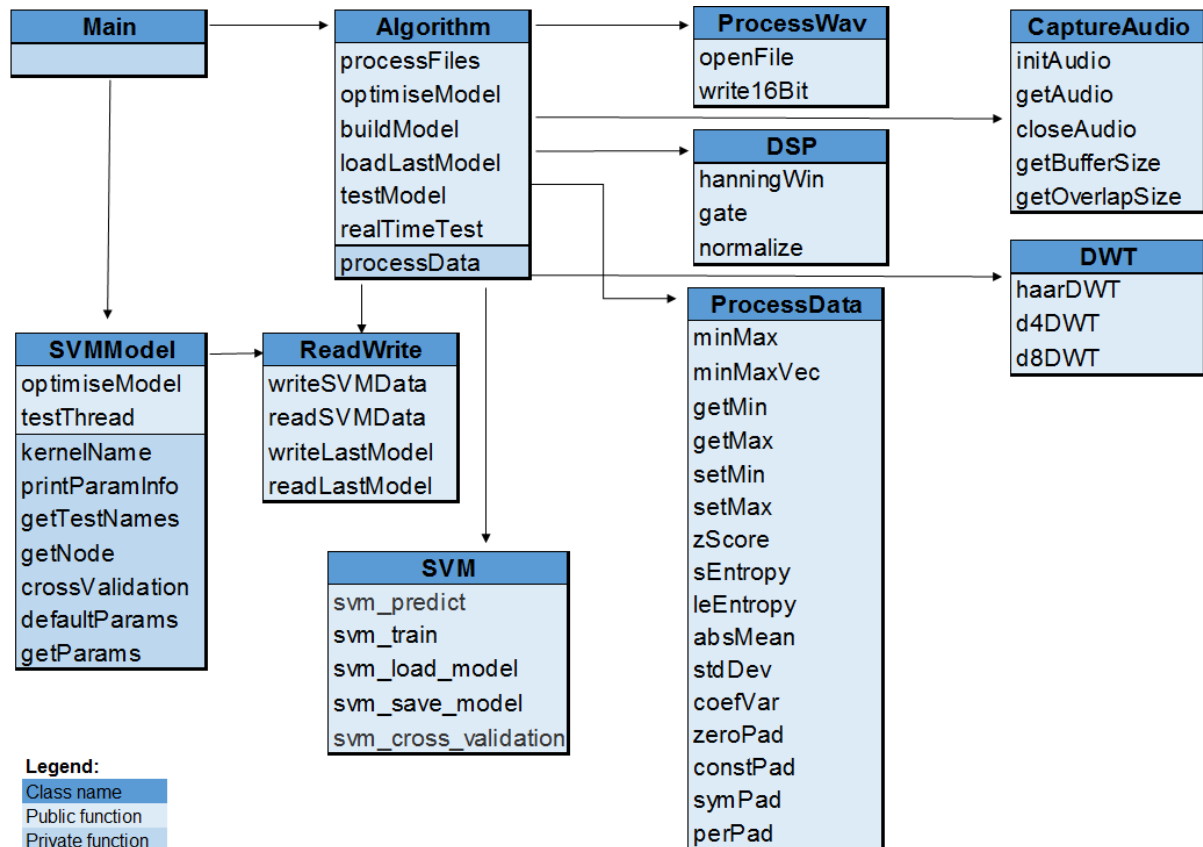 Main
Algorithm
processFiles
optimiseModel
buildModel
loadLastModel
testModel
realTimeTest
processData
ProcessWav
openFile
write16Bit
CaptureAudio
initAudio
getAudio
closeAudio
getBufferSize
getOverlapSize
DSP
hanningWin
gate
normalize
DWT
haarDWT
d4DWT
d8DWT
SVMModel
optimiseModel
testThread
kernelName
printParamInfo
getTestNames
getNode
crossValidation
defaultParams
getParams
ReadWrite
writeSVMData
readSVMData
writeLastModel
readLastModel
ProcessData
minMax
minMaxVec
getMin
getMax
setMin
setMax
zScore
sEntropy
leEntropy
absMean
stdDev
coefVar
zeroPad
constPad
symPad
perPad
SVM
svm_predict
svm_train
svm_load_model
svm_save_model
svm_cross_validation
Legend:
Class name
Public function
Private function